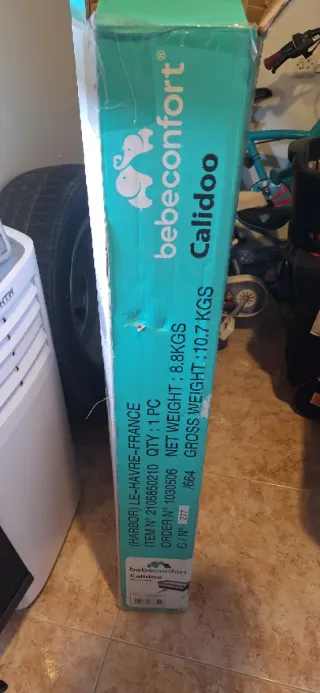 bebeconfort
Calidoo
(HARBOR) LE-HAVRE-FRANCE
ITEM N° 2105850210 QTY : 1 PC
ORDER N° 1030506 NET WEIGHT : 8.8KGS
C/N° 277 /664 GROSS WEIGHT : 10.7 KGS
bebeconfort
Calidoo